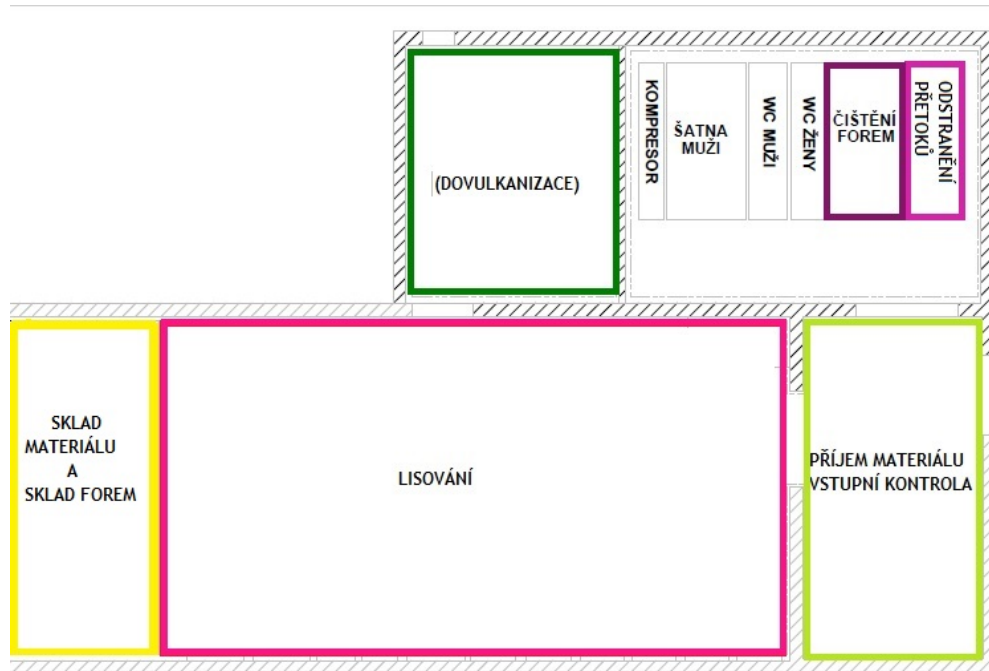 (DOVULKANIZACE)
KOMPRESOR
ŠATNA
MUŽI
WC MUŽI
WC ŽENY
ČIŠTĚNÍ
FOREM
ODSTRANĚNÍ
PŘETOKŮ
SKLAD
MATERIÁLU
A
SKLAD FOREM
LISOVÁNÍ
PŘÍJEM MATERIÁLU
VSTUPNÍ KONTROLA